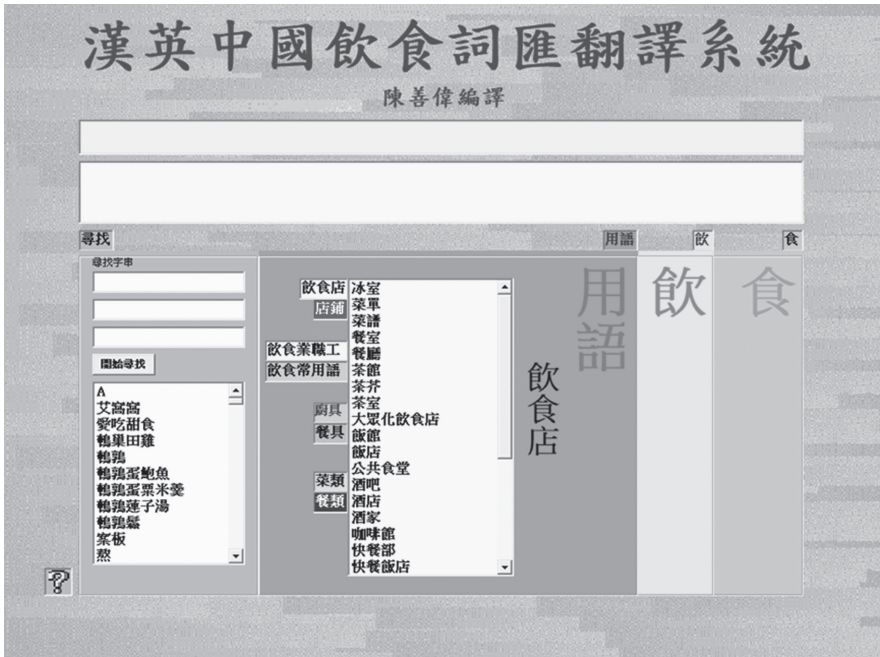 漢英中國飲食詞匯翻譯系統
陳善偉編譯
尋找
用語
飲
食
尋找字串
開始尋找
A
艾窩窩
愛吃甜食
鵪巢田雞
鵪鶉
鵪鶉蛋鮑魚
鵪鶉蛋粟米羹
鵪鶉蓮子湯
鵪鶉鬆
案板
熬
飲食店
店鋪
飲食業職工
飲食常用語
廚具
餐具
菜類
餐類
冰室
菜單
菜譜
餐室
餐廳
茶館
茶芥
茶室
大眾化飲食店
飯館
飯店
公共食堂
酒吧
酒店
酒家
咖啡館
快餐部
快餐飯店
飲食店
用語
飲
食
?